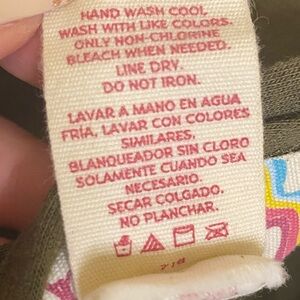 HAND WASH COOL
WASH WITH LIKE COLORS.
ONLY NON-CHLORINE
BLEACH WHEN NEEDED.
LINE DRY.
DO NOT IRON.
LAVAR A MANO EN AGUA
FRÍA, LAVAR CON COLORES
SIMILARES,
BLANQUEADOR SIN CLORO
SOLAMENTE CUANDO SEA
NECESARIO.
SECAR COLGADO.
NO PLANCHAR.